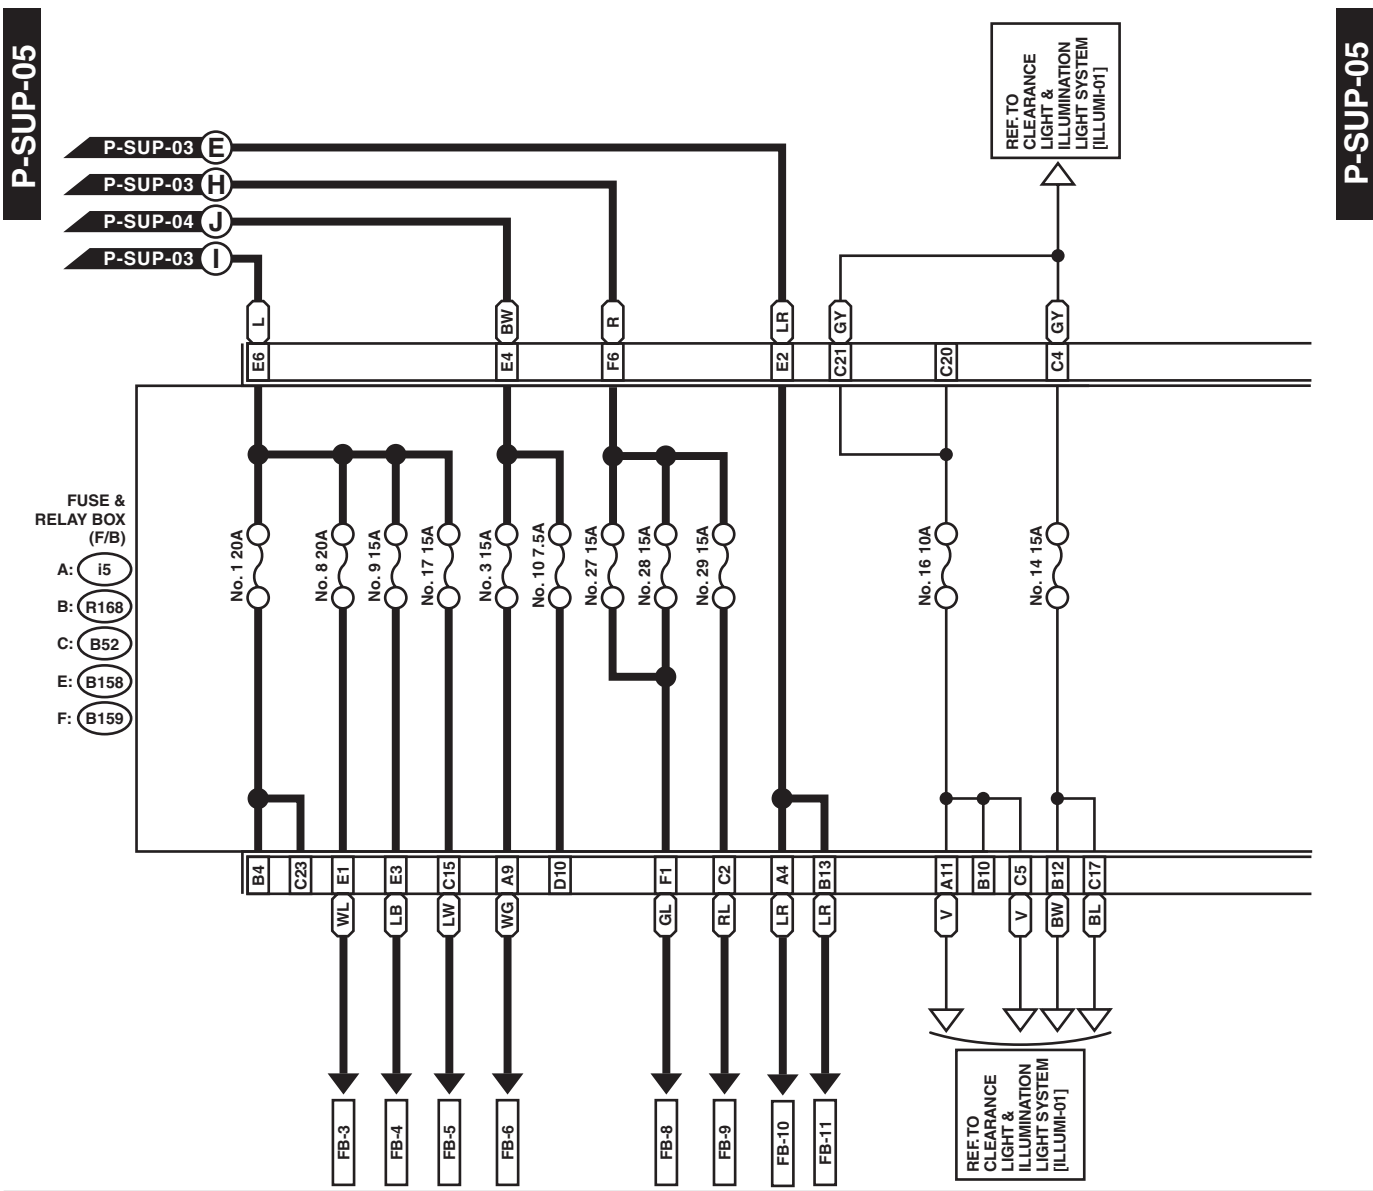 P-SUP-05
P-SUP-05
REF. TO
CLEARANCE
LIGHT &
ILLUMINATION
LIGHT SYSTEM
[ILLUMI-01]
P-SUP-03 E
P-SUP-03 H
P-SUP-04 J
P-SUP-03 I
L
BW
R
LR
GY
GY
E6
E4
F6
E2
C21
C20
C4
FUSE &
RELAY BOX
(F/B)
A: i5
B: R168
C: B52
E: B158
F: B159
No. 1 20A
No. 8 20A
No. 9 15A
No. 17 15A
No. 3 15A
No. 10 7.5A
No. 27 15A
No. 28 15A
No. 29 15A
No. 16 10A
No. 14 15A
B4
C23
E1
E3
C15
A9
D10
F1
C2
A4
B13
A11
B10
C5
B12
C17
WL
LB
LW
WG
GL
RL
LR
LR
V
V
BW
BL
FB-3
FB-4
FB-5
FB-6
FB-8
FB-9
FB-10
FB-11
REF. TO
CLEARANCE
LIGHT &
ILLUMINATION
LIGHT SYSTEM
[ILLUMI-01]